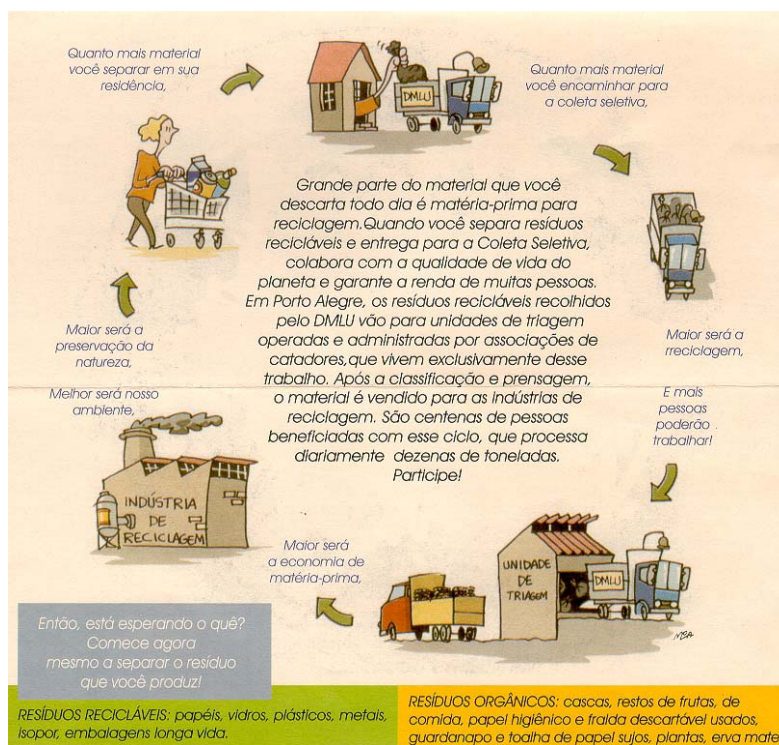 Quanto mais material
você separar em sua
residência,
DMLU
Quanto mais material
você encaminhar para
a coleta seletiva,
Grande parte do material que você
descarta todo dia é matéria-prima para
reciclagem.Quando você separa resíduos
recicláveis e entrega para a Coleta Seletiva,
colabora com a qualidade de vida do
planeta e garante a renda de muitas pessoas.
Em Porto Alegre, os resíduos recicláveis recolhidos
pelo DMLU vão para unidades de triagem
operadas e administradas por associações de
catadores,que vivem exclusivamente desse
trabalho. Após a classificação e prensagem,
o material é vendido para as indústrias de
reciclagem. São centenas de pessoas
beneficiadas com esse ciclo, que processa
diariamente dezenas de toneladas.
Participe!
Maior será a
rreciclagem,
E mais
pessoas
poderão
trabalhar!
UNIDADE
DE
TRIAGEM
DMLU
Maior será
a economia de
matéria-prima,
INDÚSTRIA
DE
RECICLAGEM
Melhor será nosso
ambiente,
Maior será a
preservação da
natureza,
Então, está esperando o quê?
Comece agora
mesmo a separar o resíduo
que você produz!
RESÍDUOS RECICLÁVEIS: papéis, vidros, plásticos, metais,
isopor, embalagens longa vida.
RESÍDUOS ORGÂNICOS: cascas, restos de frutas, de
comida, papel higiênico e fralda descartável usados,
guardanapo e toalha de papel sujos, plantas, erva mate